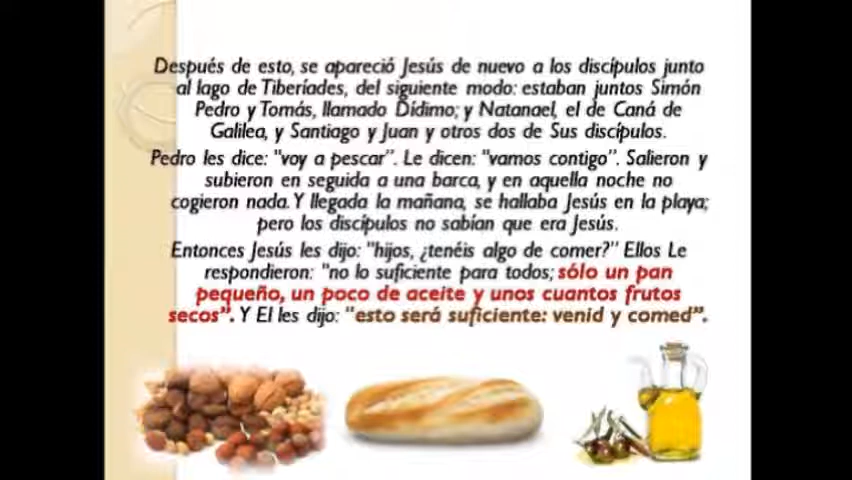 Después de esto, se apareció Jesús de nuevo a los discípulos junto
al lago de Tiberíades, del siguiente modo: estaban juntos Simón
Pedro y Tomás, llamado Dídimo; y Natanael, el de Caná de
Galilea, y Santiago y Juan y otros dos de Sus discípulos.
Pedro les dice: "voy a pescar". Le dicen: "vamos contigo". Salieron y
subieron en seguida a una barca, y en aquella noche no
cogieron nada. Y llegada la mañana, se hallaba Jesús en la playa;
pero los discípulos no sabían que era Jesús.
Entonces Jesús les dijo: "hijos, ¿tenéis algo de comer?" Ellos Le
respondieron: "no lo suficiente para todos; sólo un pan
pequeño, un poco de aceite y unos cuantos frutos
secos". Y El les dijo: "esto será suficiente: venid y comed".